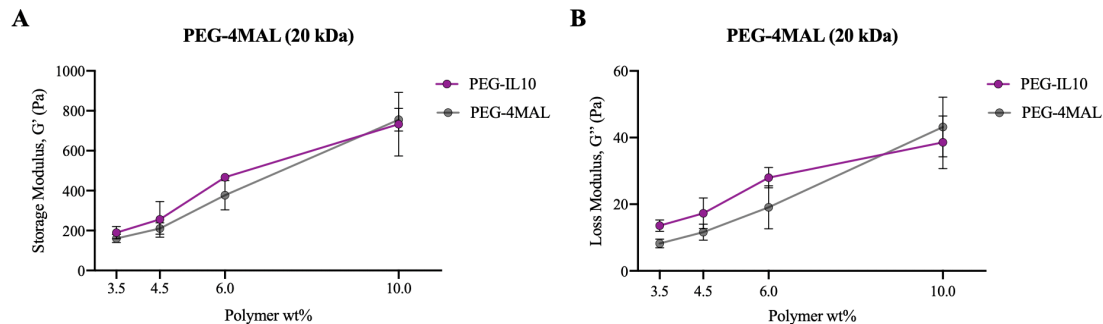 A
PEG-4MAL (20 kDa)
Storage Modulus, G’ (Pa)
1000
800
600
400
200
0
3.5 4.5 6.0 10.0
Polymer wt%
PEG-IL10
PEG-4MAL
B
PEG-4MAL (20 kDa)
Loss Modulus, G’’ (Pa)
60
40
20
0
3.5 4.5 6.0 10.0
Polymer wt%
PEG-IL10
PEG-4MAL